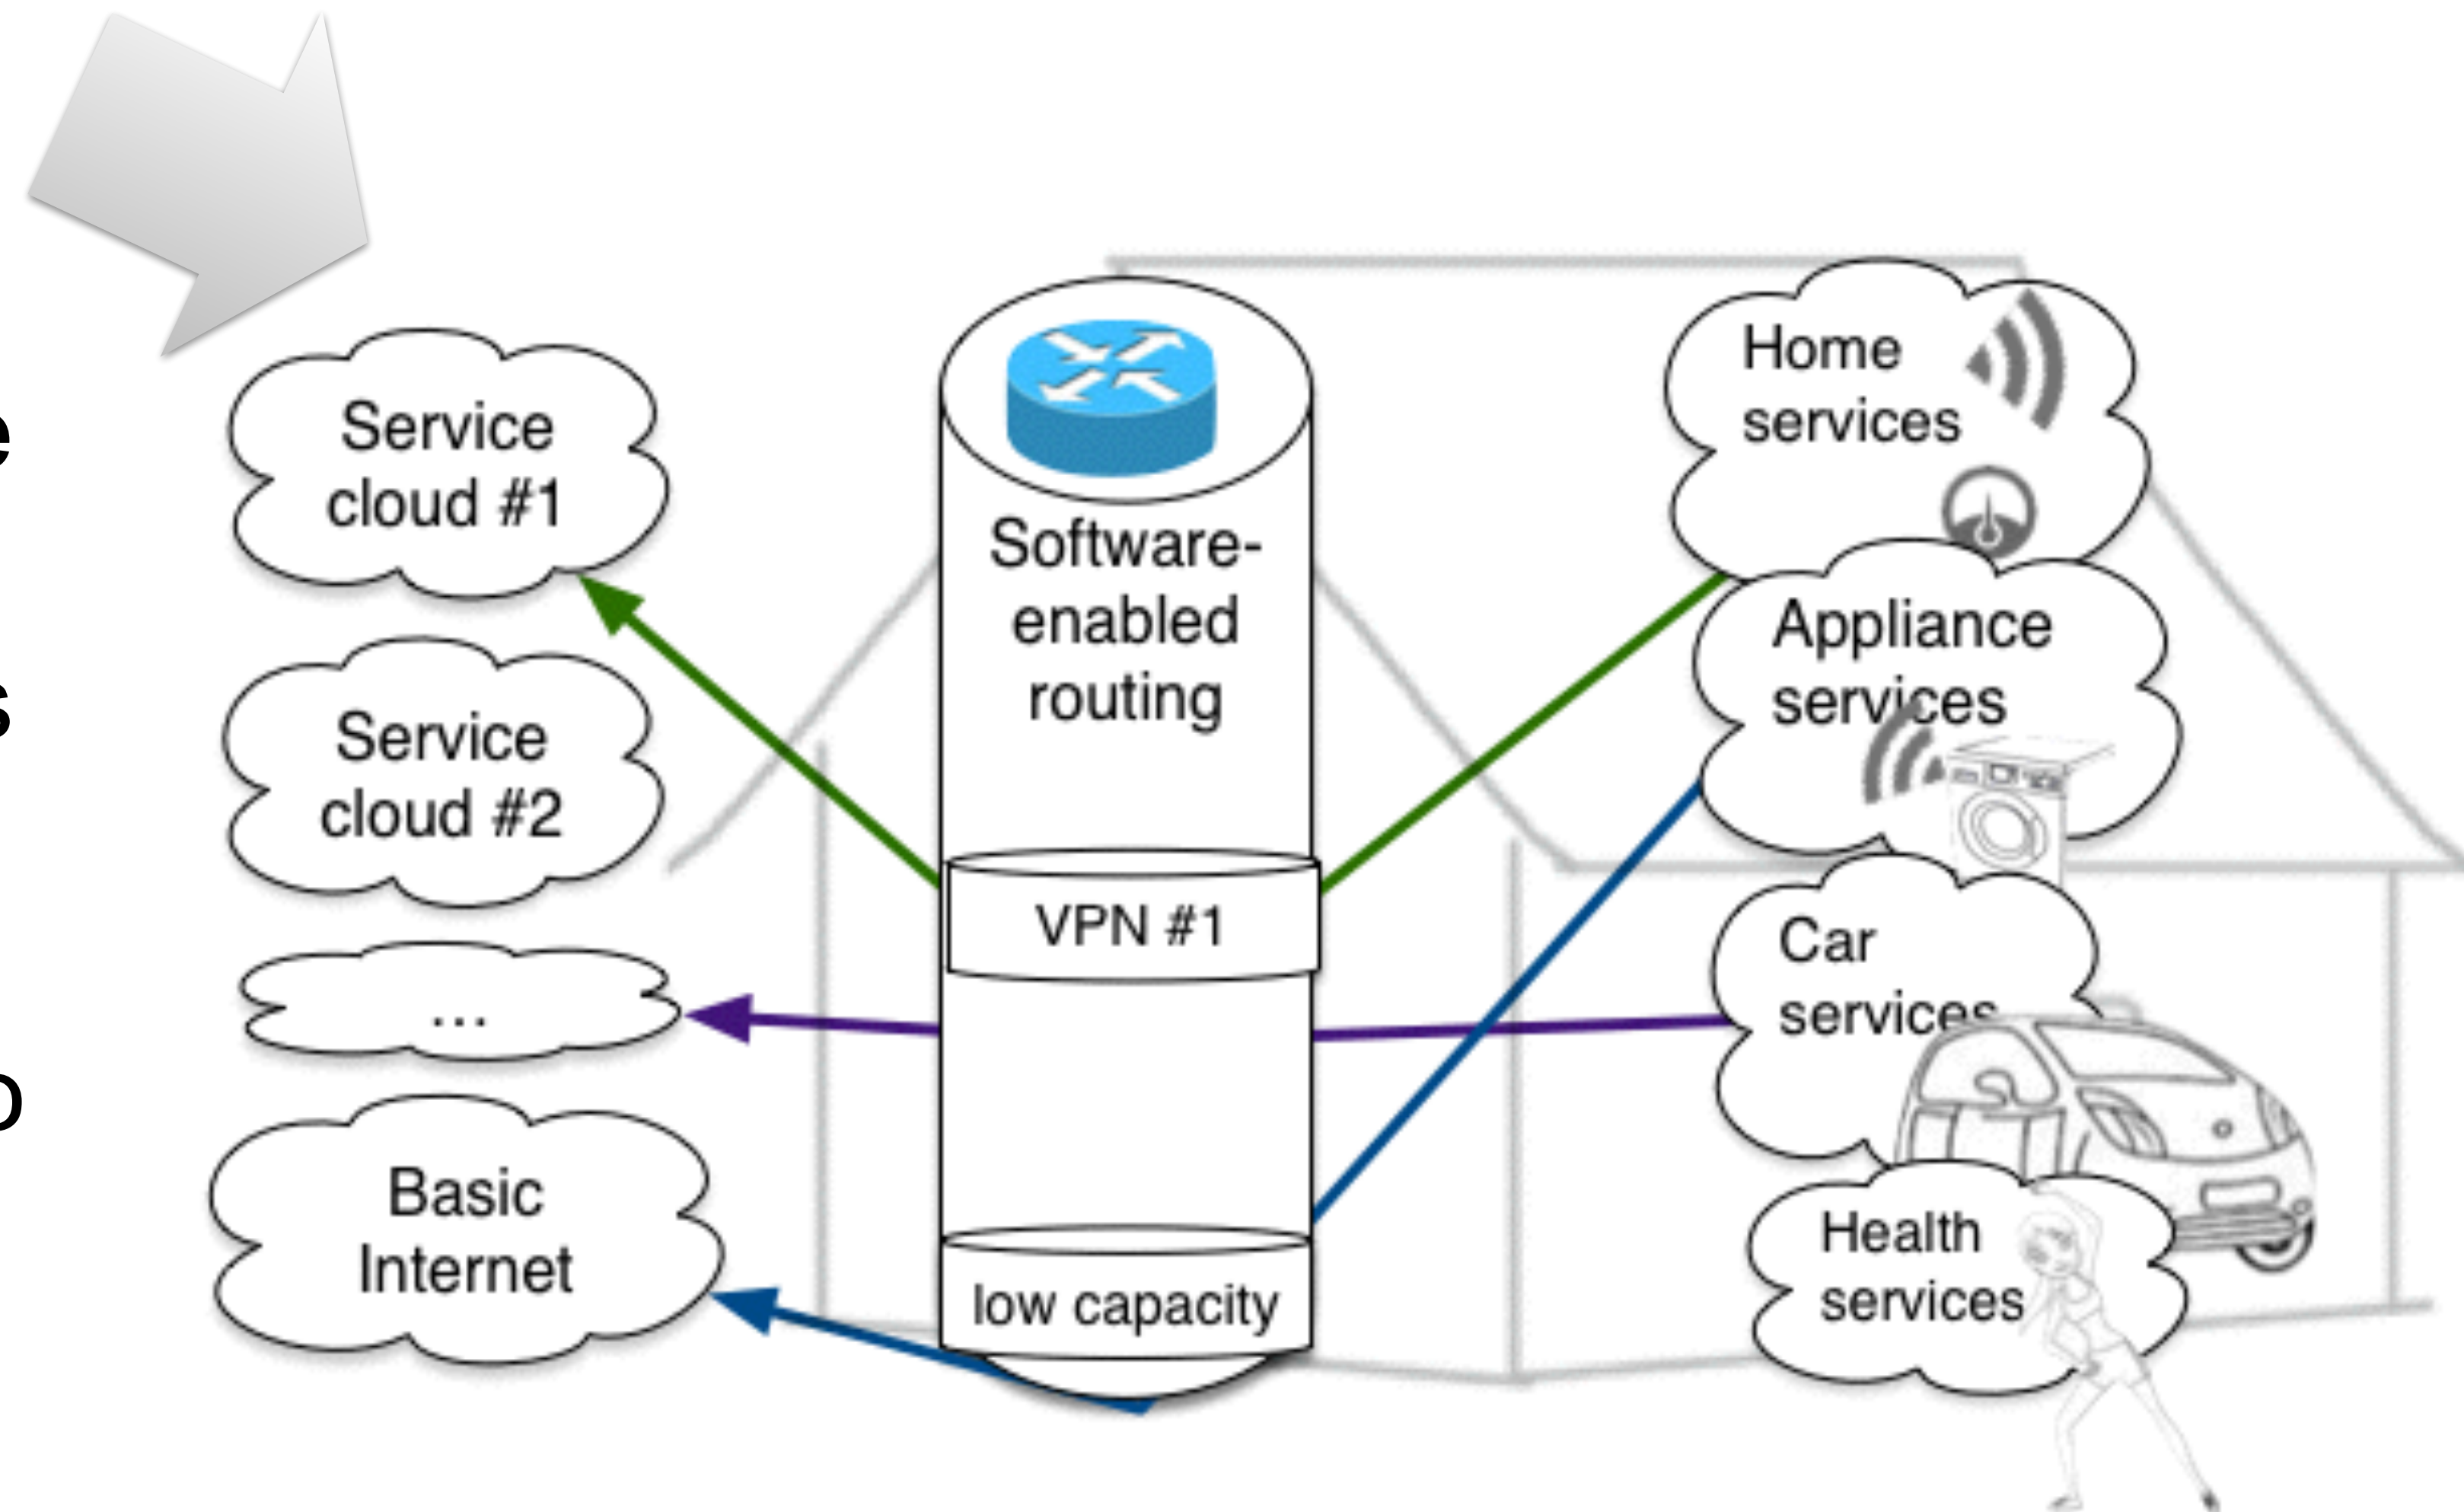 e
s
o
Service
cloud #1
Service
cloud #2
...
Basic
Internet
Software-
enabled
routing
VPN #1
low capacity
Home
services
Appliance
services
Car
services
Health
services